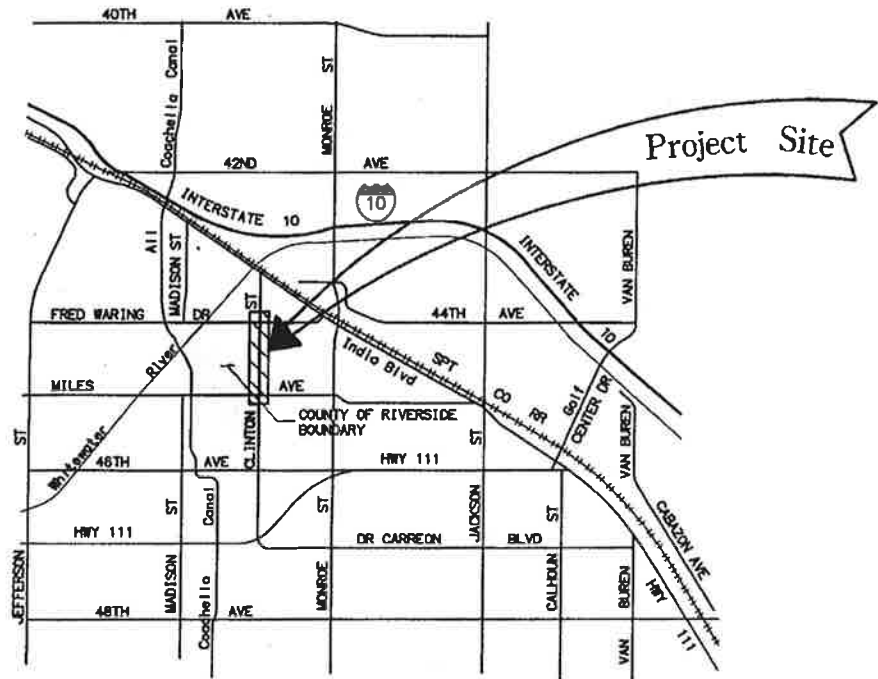 40TH AVE
Coachella Canal
MONROE ST
Project Site
42ND AVE
INTERSTATE 10
10
All
MADISON ST
INTERSTATE 10
VAN BUREN
FRED WARING DR
ST
44TH AVE
River
Indio Blvd
SPT CO RR
Golf CENTER DR
MILES AVE
COUNTY OF RIVERSIDE
BOUNDARY
CLINTON
Whitewater
46TH AVE
HWY 111
JEFFERSON ST
MADISON ST
Coachella Canal
HWY 111
MONROE ST
DR CARREON BLVD
JACKSON ST
CALHOUN ST
VAN BUREN
CABAZON AVE
48TH AVE
VAN BUREN
HWY 111